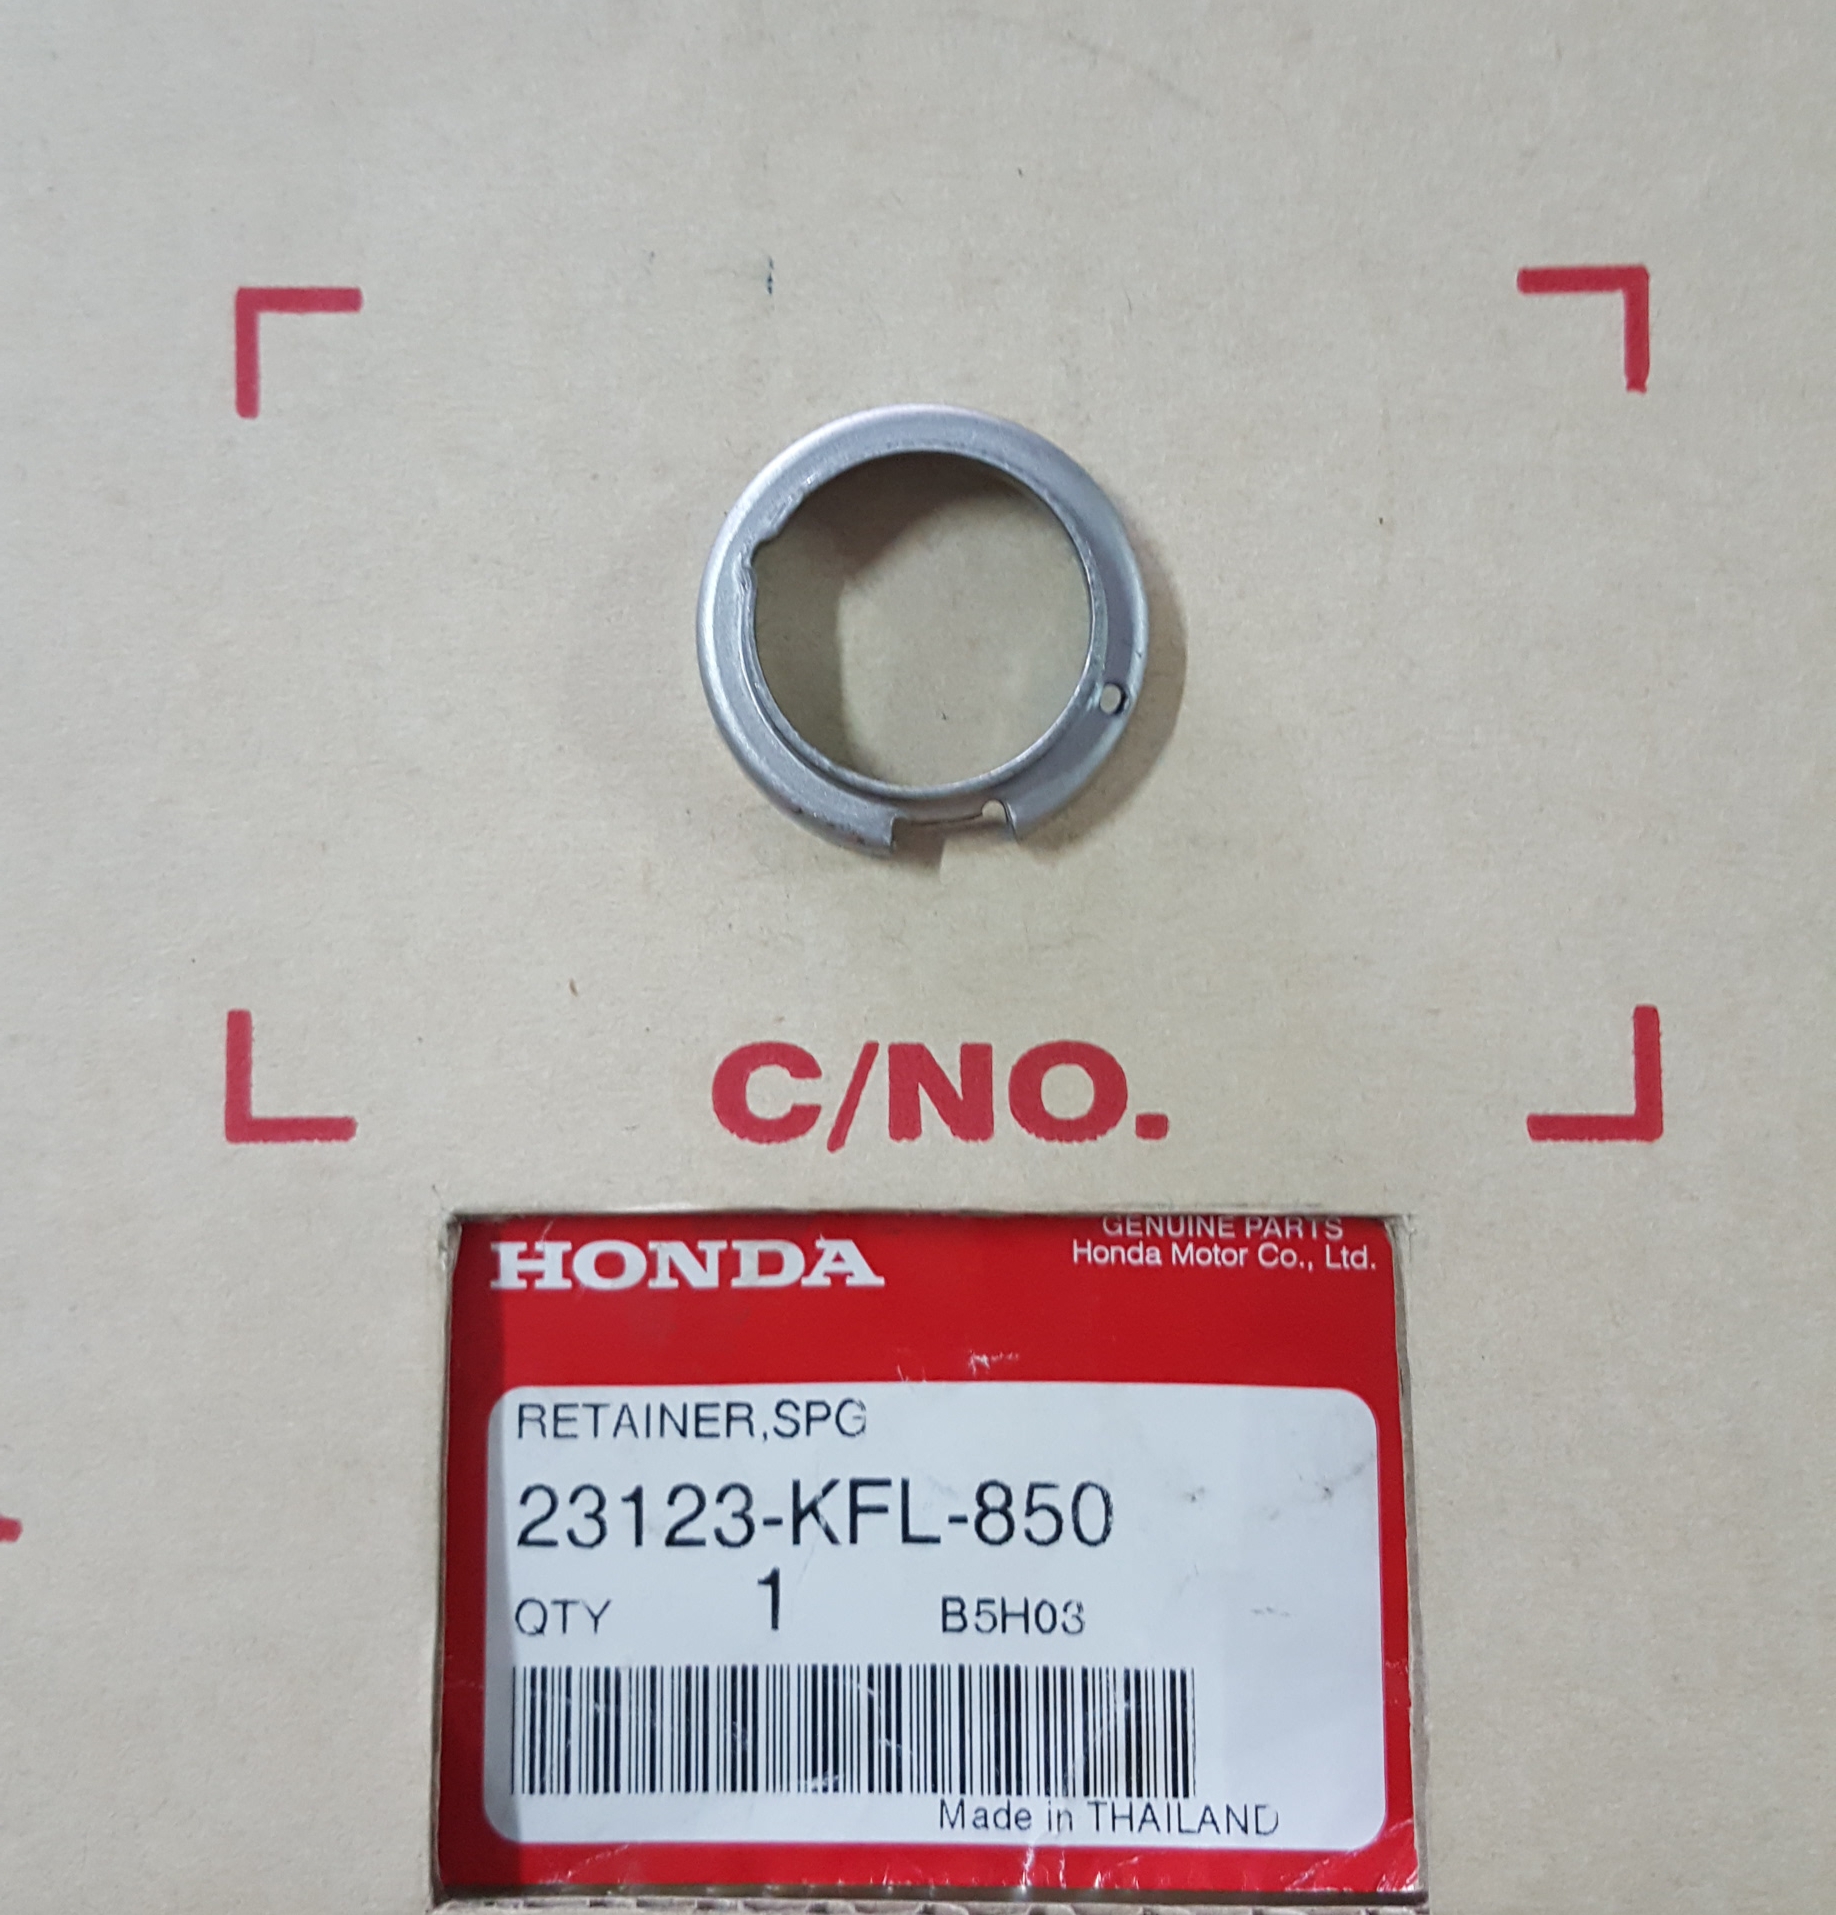 C/NO.
HONDA
GENUINE PARTS
Honda Motor Co., Ltd.
RETAINER,SPG
23123-KFL-850
QTY 1 B5H03
Made in THAILAND